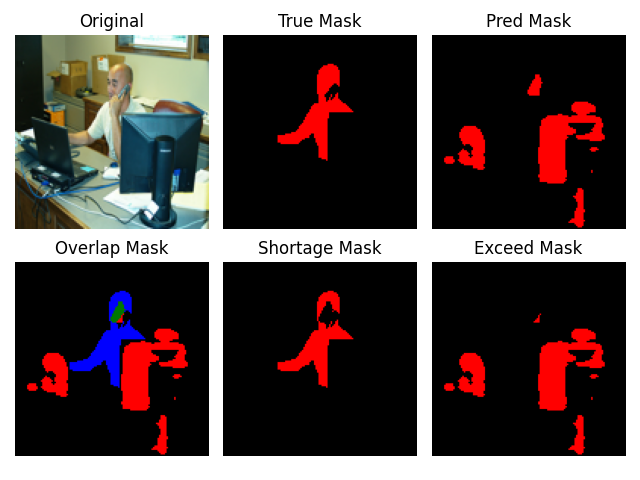 Original
True Mask
Pred Mask
Overlap Mask
Shortage Mask
Exceed Mask